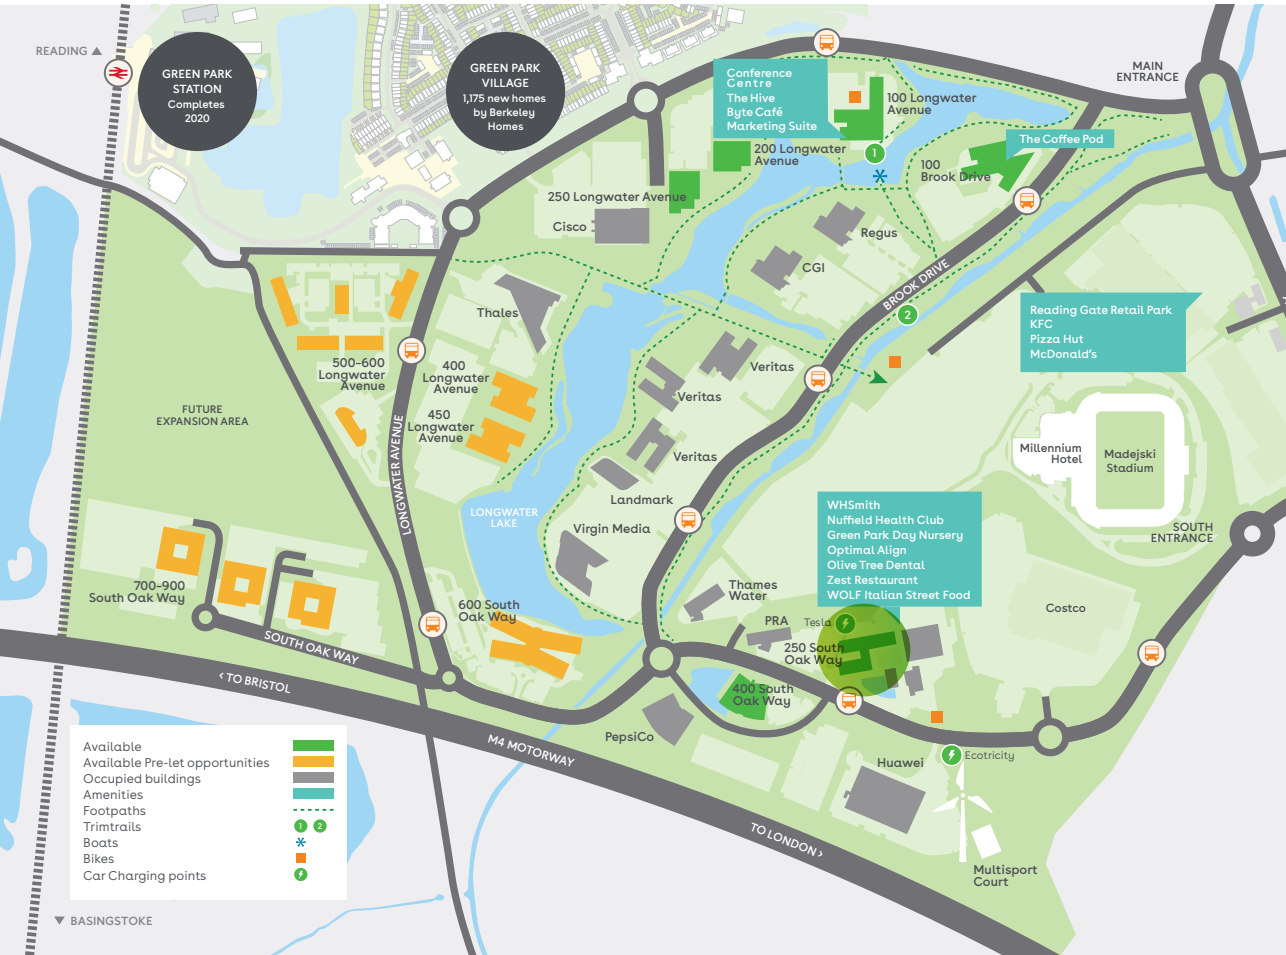 READING ▲
GREEN PARK
STATION
Completes
2020
GREEN PARK
VILLAGE
1,175 new homes
by Berkeley
Homes
MAIN
ENTRANCE
Conference
Centre
The Hive
Byte Café
Marketing Suite
100 Longwater
Avenue
1
200 Longwater
Avenue
The Coffee Pod
100
Brook Drive
250 Longwater Avenue
Cisco
Regus
CGI
BROOK DRIVE
2
Thales
Reading Gate Retail Park
KFC
Pizza Hut
McDonald's
500-600
Longwater
Avenue
400
Longwater
Avenue
450
Longwater
Avenue
Veritas
Veritas
Veritas
FUTURE
EXPANSION AREA
LONGWATER AVENUE
Millennium
Hotel
Madejski
Stadium
Landmark
LONGWATER
LAKE
Virgin Media
SOUTH
ENTRANCE
WHSmith
Nuffield Health Club
Green Park Day Nursery
Optimal Align
Olive Tree Dental
Zest Restaurant
WOLF Italian Street Food
700-900
South Oak Way
600 South
Oak Way
Thames
Water
PRA
Tesla
Costco
SOUTH OAK WAY
250 South
Oak Way
400 South
Oak Way
‹ TO BRISTOL
PepsiCo
M4 MOTORWAY
Huawei
Ecotricity
TO LONDON ›
Multisport
Court
Available
Available Pre-let opportunities
Occupied buildings
Amenities
Footpaths
Trimtrails 1 2
Boats
Bikes
Car Charging points
▼ BASINGSTOKE